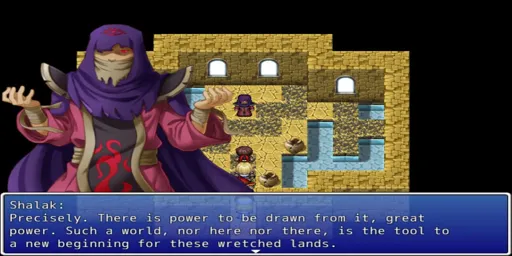 Shalak:
Precisely. There is power to be drawn from it, great
power. Such a world, nor here nor there, is the tool to
a new beginning for these wretched lands.